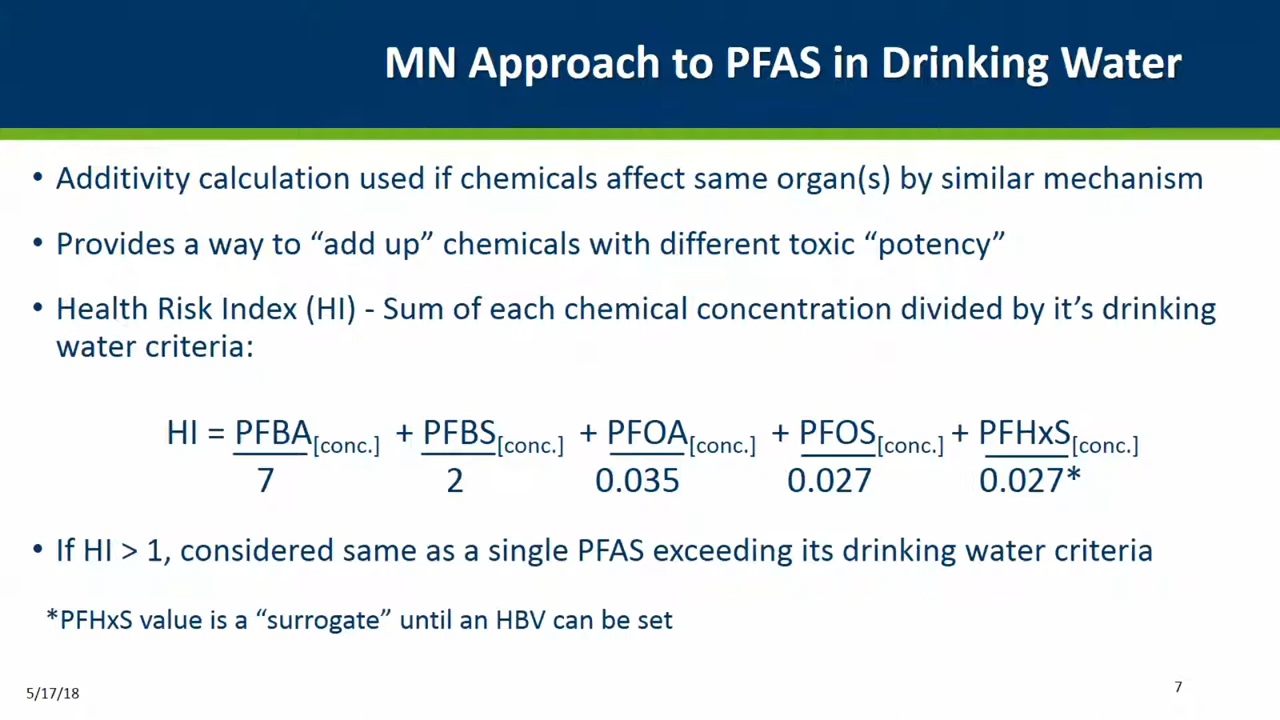 MN Approach to PFAS in Drinking Water
• Additivity calculation used if chemicals affect same organ(s) by similar mechanism
• Provides a way to “add up” chemicals with different toxic “potency”
• Health Risk Index (HI) - Sum of each chemical concentration divided by it’s drinking
water criteria:
HI = PFBA[conc.] + PFBS[conc.] + PFOA[conc.] + PFOS[conc.] + PFHxS[conc.]
7 2 0.035 0.027 0.027*
• If HI > 1, considered same as a single PFAS exceeding its drinking water criteria
*PFHxS value is a “surrogate” until an HBV can be set
5/17/18
7